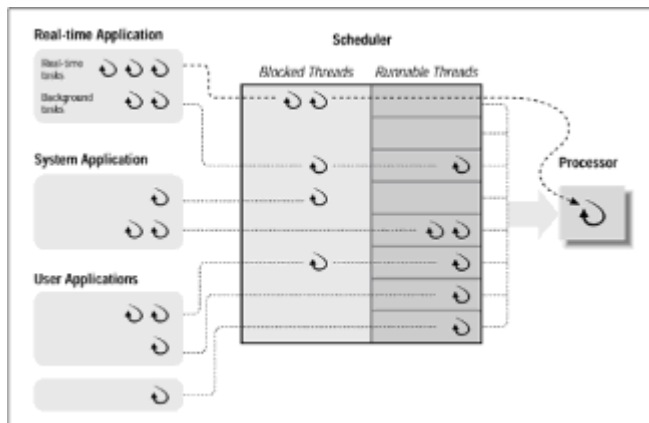 Real-time Application
Scheduler
Real-time
tasks
Blocked Threads
Runnable Threads
Background
tasks
System Application
Processor
User Applications